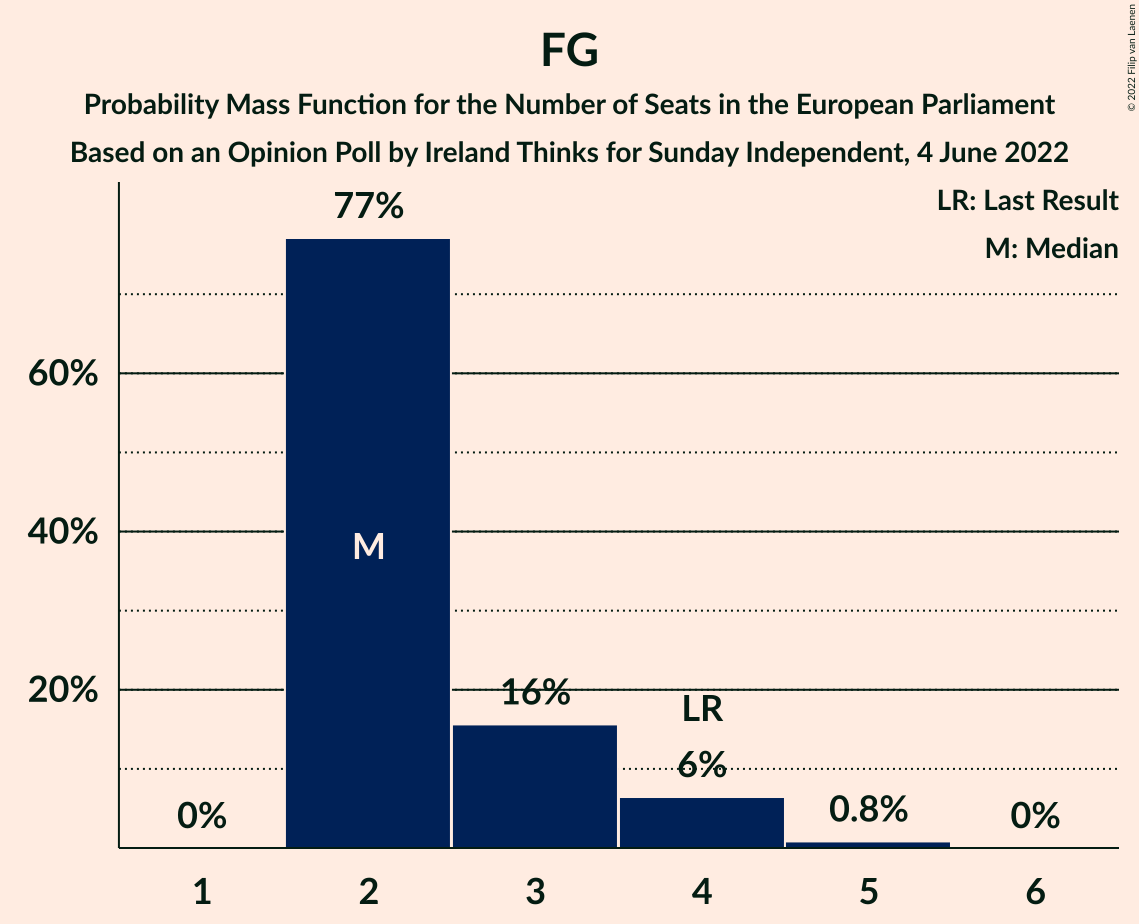 FG
Probability Mass Function for the Number of Seats in the European Parliament
Based on an Opinion Poll by Ireland Thinks for Sunday Independent, 4 June 2022
© 2022 Filip van Laenen
LR: Last Result
M: Median
77%
60%
40%
M
20%
16%
LR
6%
0%
0.8%
0%
1 2 3 4 5 6